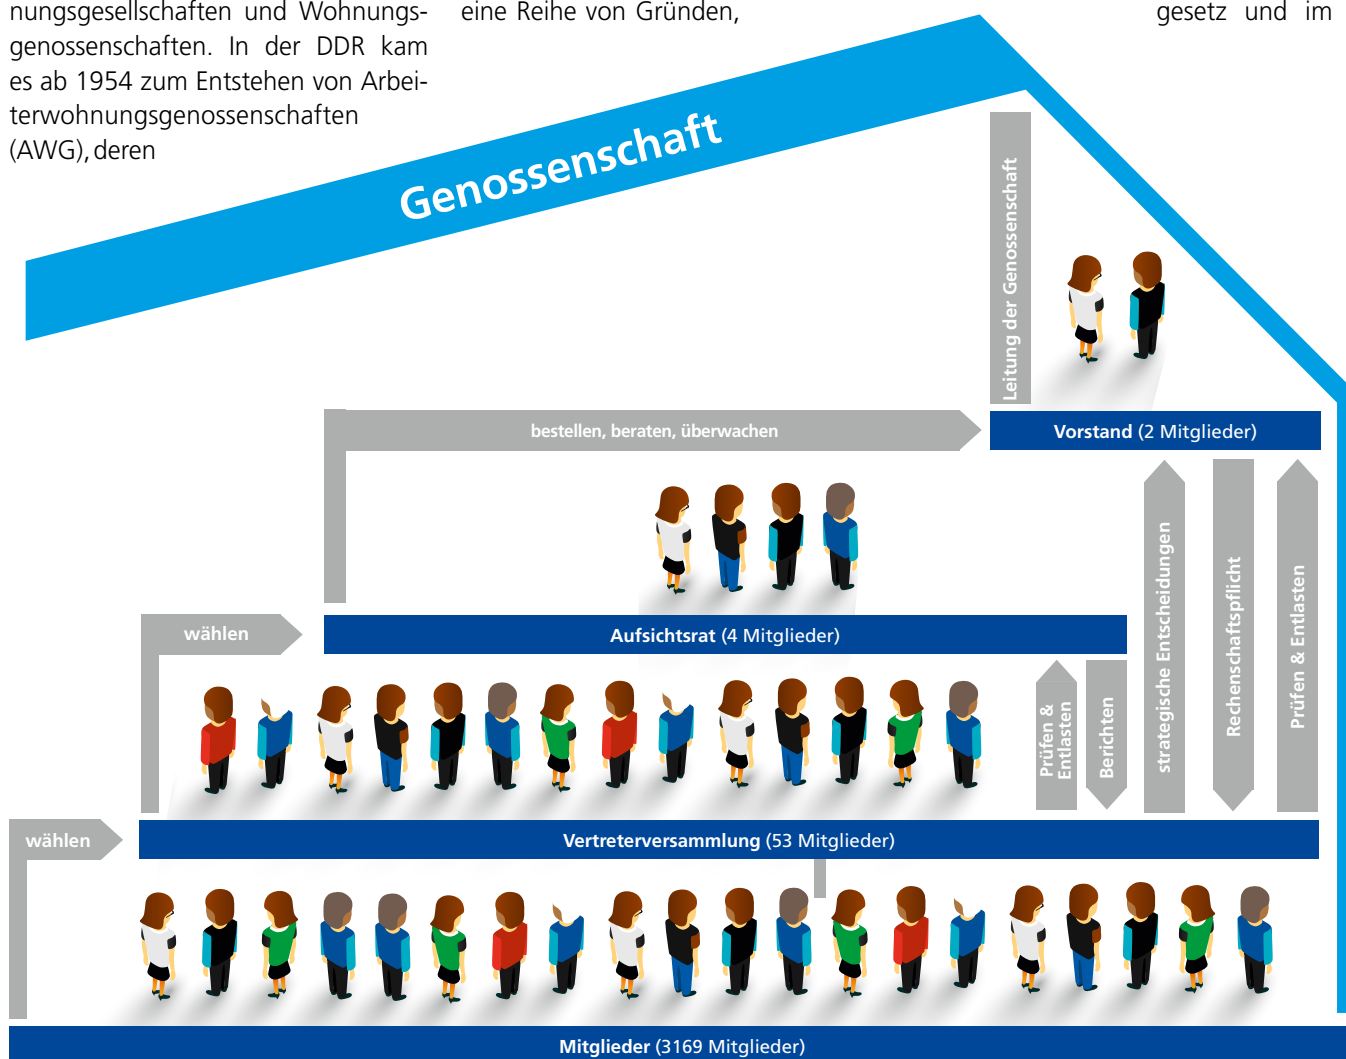 nungsgesellschaften und Wohnungs-
genossenschaften. In der DDR kam
es ab 1954 zum Entstehen von Arbei-
terwohnungsgenossenschaften
(AWG), deren
eine Reihe von Gründen,
gesetz und im
Genossenschaft
Leitung der Genossenschaft
bestellen, beraten, überwachen
Vorstand (2 Mitglieder)
wählen
Aufsichtsrat (4 Mitglieder)
Prüfen &
Entlasten
Berichten
strategische Entscheidungen
Rechenschaftspflicht
Prüfen & Entlasten
wählen
Vertreterversammlung (53 Mitglieder)
Mitglieder (3169 Mitglieder)